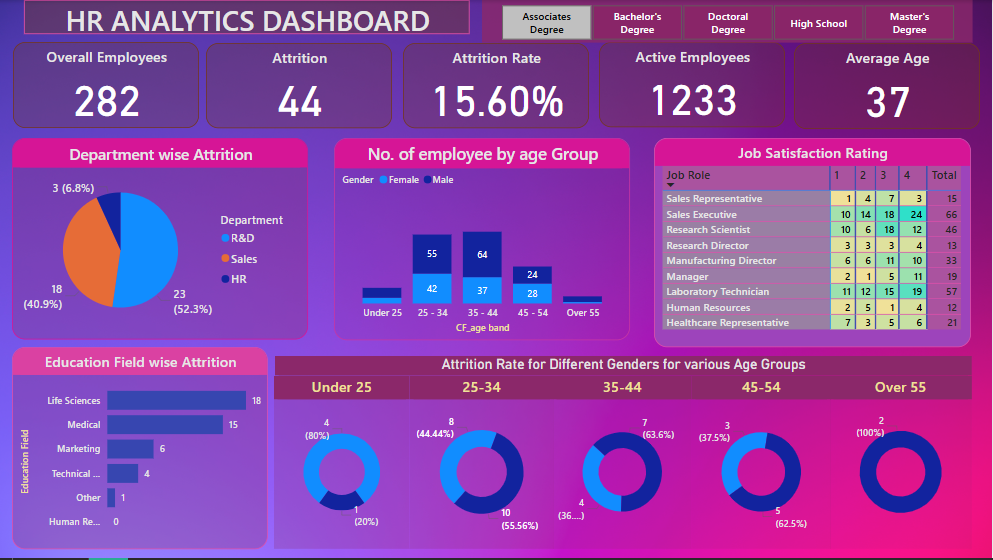 HR ANALYTICS DASHBOARD
Associates Degree
Bachelor's Degree
Doctoral Degree
High School
Master's Degree
Overall Employees
282
Attrition
44
Attrition Rate
15.60%
Active Employees
1233
Average Age
37
Department wise Attrition
3 (6.8%)
18
(40.9%)
23
(52.3%)
Department
R&D
Sales
HR
No. of employee by age Group
Gender Female Male
55 64 24
42 37 28
Under 25 25 - 34 35 - 44 45 - 54 Over 55
CF_age band
Job Satisfaction Rating
Job Role 1 2 3 4 Total
Sales Representative 1 4 7 3 15
Sales Executive 10 14 18 24 66
Research Scientist 10 6 18 12 46
Research Director 3 3 3 4 13
Manufacturing Director 6 6 11 10 33
Manager 2 1 5 11 19
Laboratory Technician 11 12 15 19 57
Human Resources 2 5 1 4 12
Healthcare Representative 7 3 5 6 21
Education Field wise Attrition
Education Field
Life Sciences 18
Medical 15
Marketing 6
Technical ... 4
Other 1
Human Re... 0
Attrition Rate for Different Genders for various Age Groups
Under 25 25-34 35-44 45-54 Over 55
4
(80%)
1
(20%)
8
(44.44%)
10
(55.56%)
7
(63.6%)
4
(36....)
3
(37.5%)
5
(62.5%)
2
(100%)